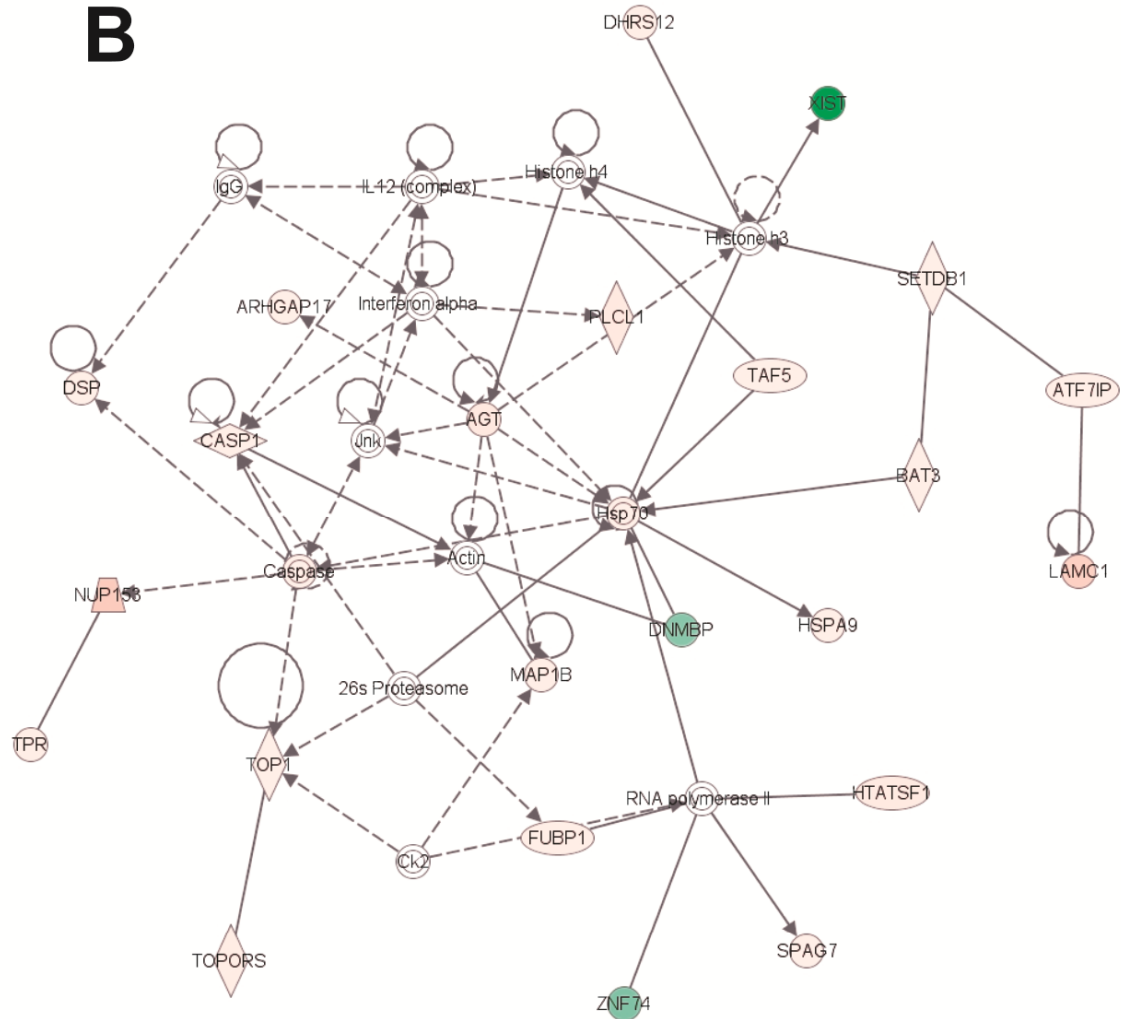 B
DHRS12
XIST
Histone h4
IgG
IL12 (complex)
Histone h3
SETDB1
ARHGAP17
Interferon alpha
PLCL1
TAF5
DSP
ATF7IP
AGT
CASP1
Jnk
BAT3
Hsp70
Actin
Caspase
LAMC1
NUP153
DNMBP
HSPA9
MAP1B
26s Proteasome
TPR
TOP1
RNA polymerase II
HTATSF1
FUBP1
Ck2
SPAG7
TOPORS
ZNF74